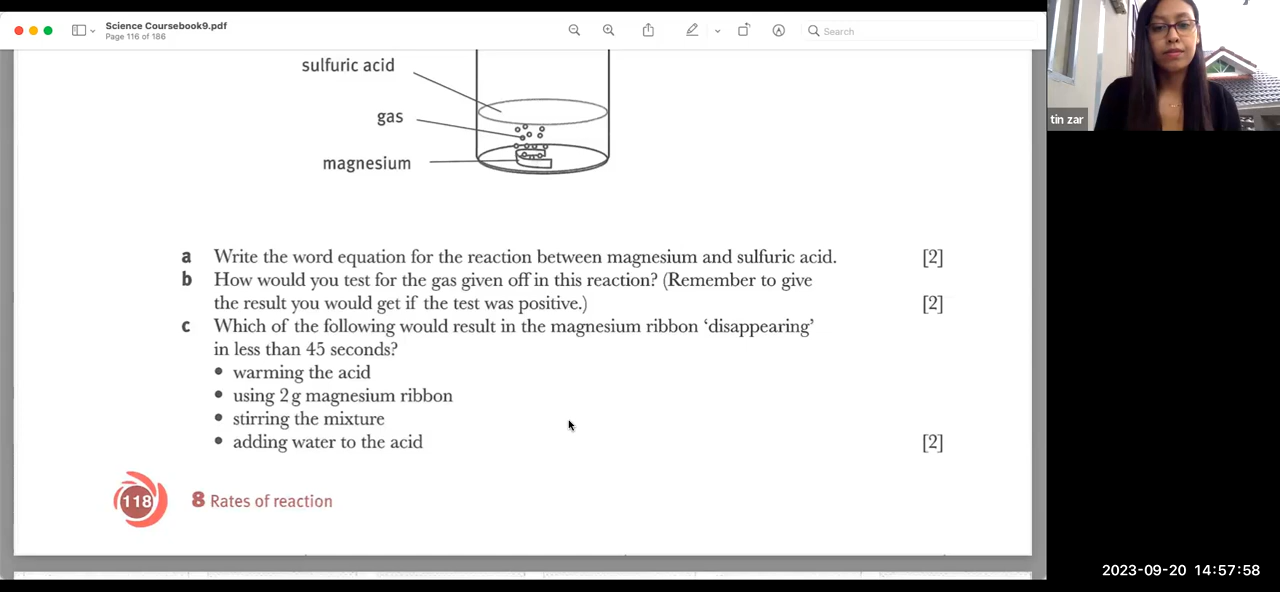 Science Coursebook9.pdf
Page 116 of 186
Search
tin zar
sulfuric acid
gas
magnesium
a Write the word equation for the reaction between magnesium and sulfuric acid. [2]
b How would you test for the gas given off in this reaction? (Remember to give
the result you would get if the test was positive.) [2]
c Which of the following would result in the magnesium ribbon ‘disappearing’
in less than 45 seconds?
• warming the acid
• using 2 g magnesium ribbon
• stirring the mixture
• adding water to the acid [2]
118 8 Rates of reaction
2023-09-20 14:57:58